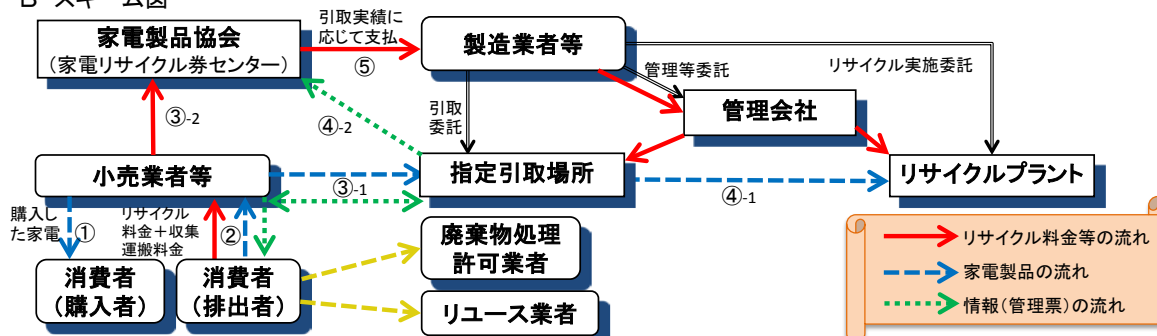 B スキーム図
家電製品協会
(家電リサイクル券センター)
引取実績に
応じて支払
⑤
製造業者等
管理等委託
リサイクル実施委託
③-2
④-2
引取
委託
管理会社
小売業者等
③-1
指定引取場所
④-1
リサイクルプラント
購入し
た家電
①
リサイクル
料金+収集
運搬料金
②
消費者
(購入者)
消費者
(排出者)
廃棄物処理
許可業者
リユース業者
リサイクル料金等の流れ
家電製品の流れ
情報(管理票)の流れ